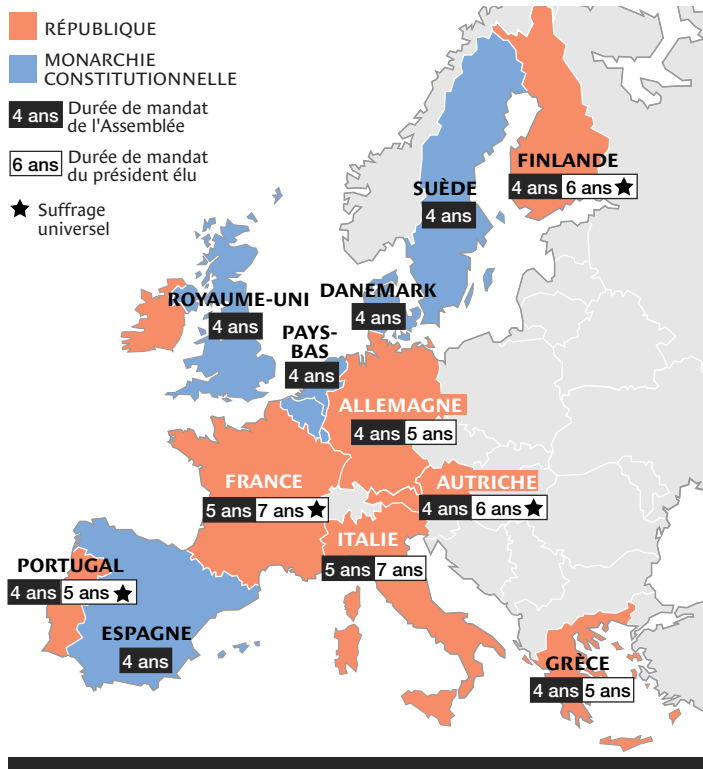 RÉPUBLIQUE
MONARCHIE
CONSTITUTIONNELLE
4 ans Durée de mandat
de l'Assemblée
6 ans Durée de mandat
du président élu
★ Suffrage
universel
FINLANDE
4 ans 6 ans ★
SUÈDE
4 ans
ROYAUME-UNI
4 ans
DANEMARK
4 ans
PAYS-
BAS
4 ans
ALLEMAGNE
4 ans 5 ans
FRANCE
5 ans 7 ans ★
AUTRICHE
4 ans 6 ans ★
ITALIE
5 ans 7 ans
PORTUGAL
4 ans 5 ans ★
ESPAGNE
4 ans
GRÈCE
4 ans 5 ans